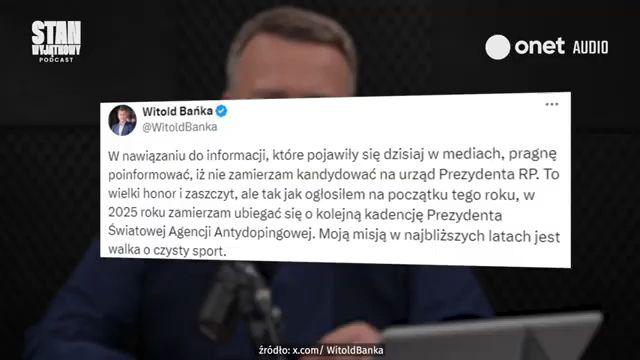 STAN
WYJĄTKOWY
PODCAST
onet AUDIO
Witold Bańka
@WitoldBanka
W nawiązaniu do informacji, które pojawiły się dzisiaj w mediach, pragnę
poinformować, iż nie zamierzam kandydować na urząd Prezydenta RP. To
wielki honor i zaszczyt, ale tak jak ogłosiłem na początku tego roku, w
2025 roku zamierzam ubiegać się o kolejną kadencję Prezydenta
Światowej Agencji Antydopingowej. Moją misją w najbliższych latach jest
walka o czysty sport.
źródło: x.com/ WitoldBanka